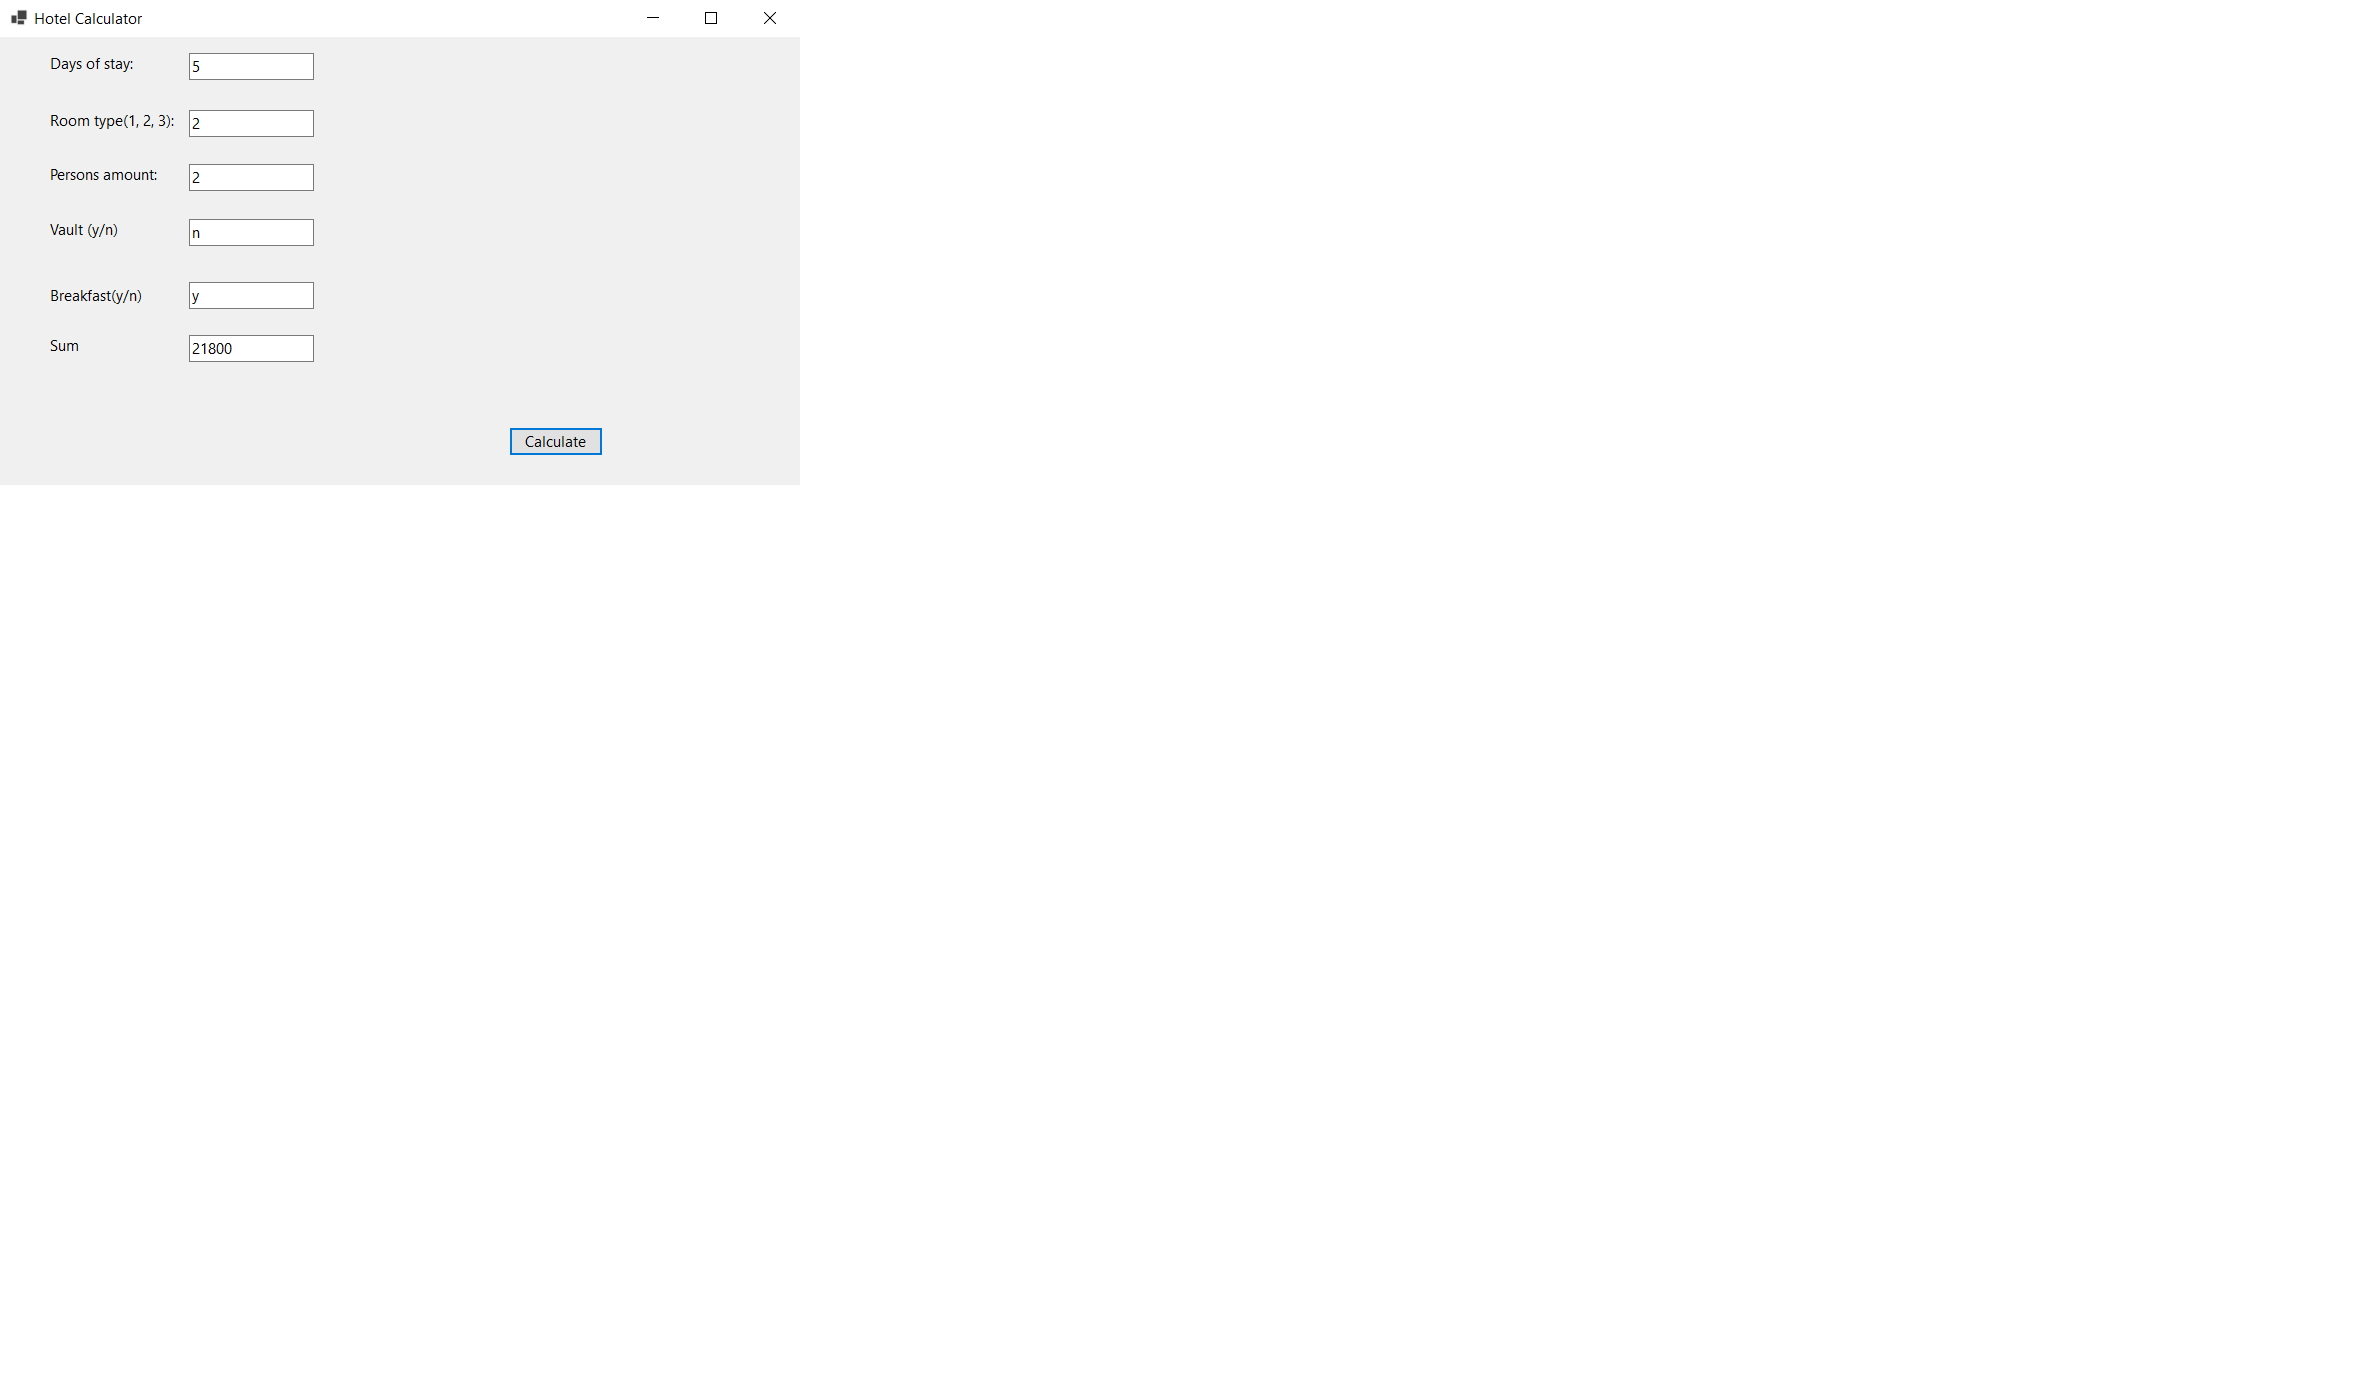 Hotel Calculator
Days of stay: 5
Room type(1, 2, 3): 2
Persons amount: 2
Vault (y/n) n
Breakfast(y/n) y
Sum 21800
Calculate